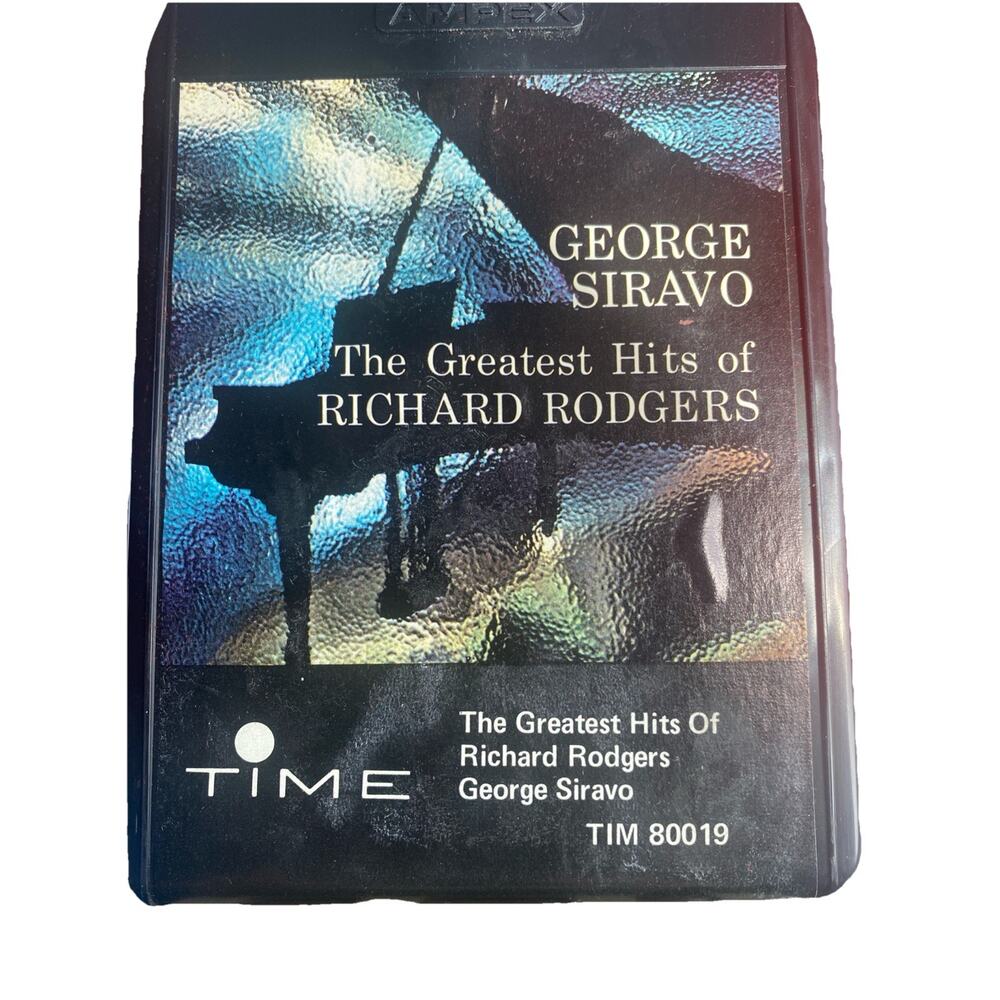 AMPEX
GEORGE
SIRAVO
The Greatest Hits of
RICHARD RODGERS
TIME
The Greatest Hits Of
Richard Rodgers
George Siravo
TIM 80019